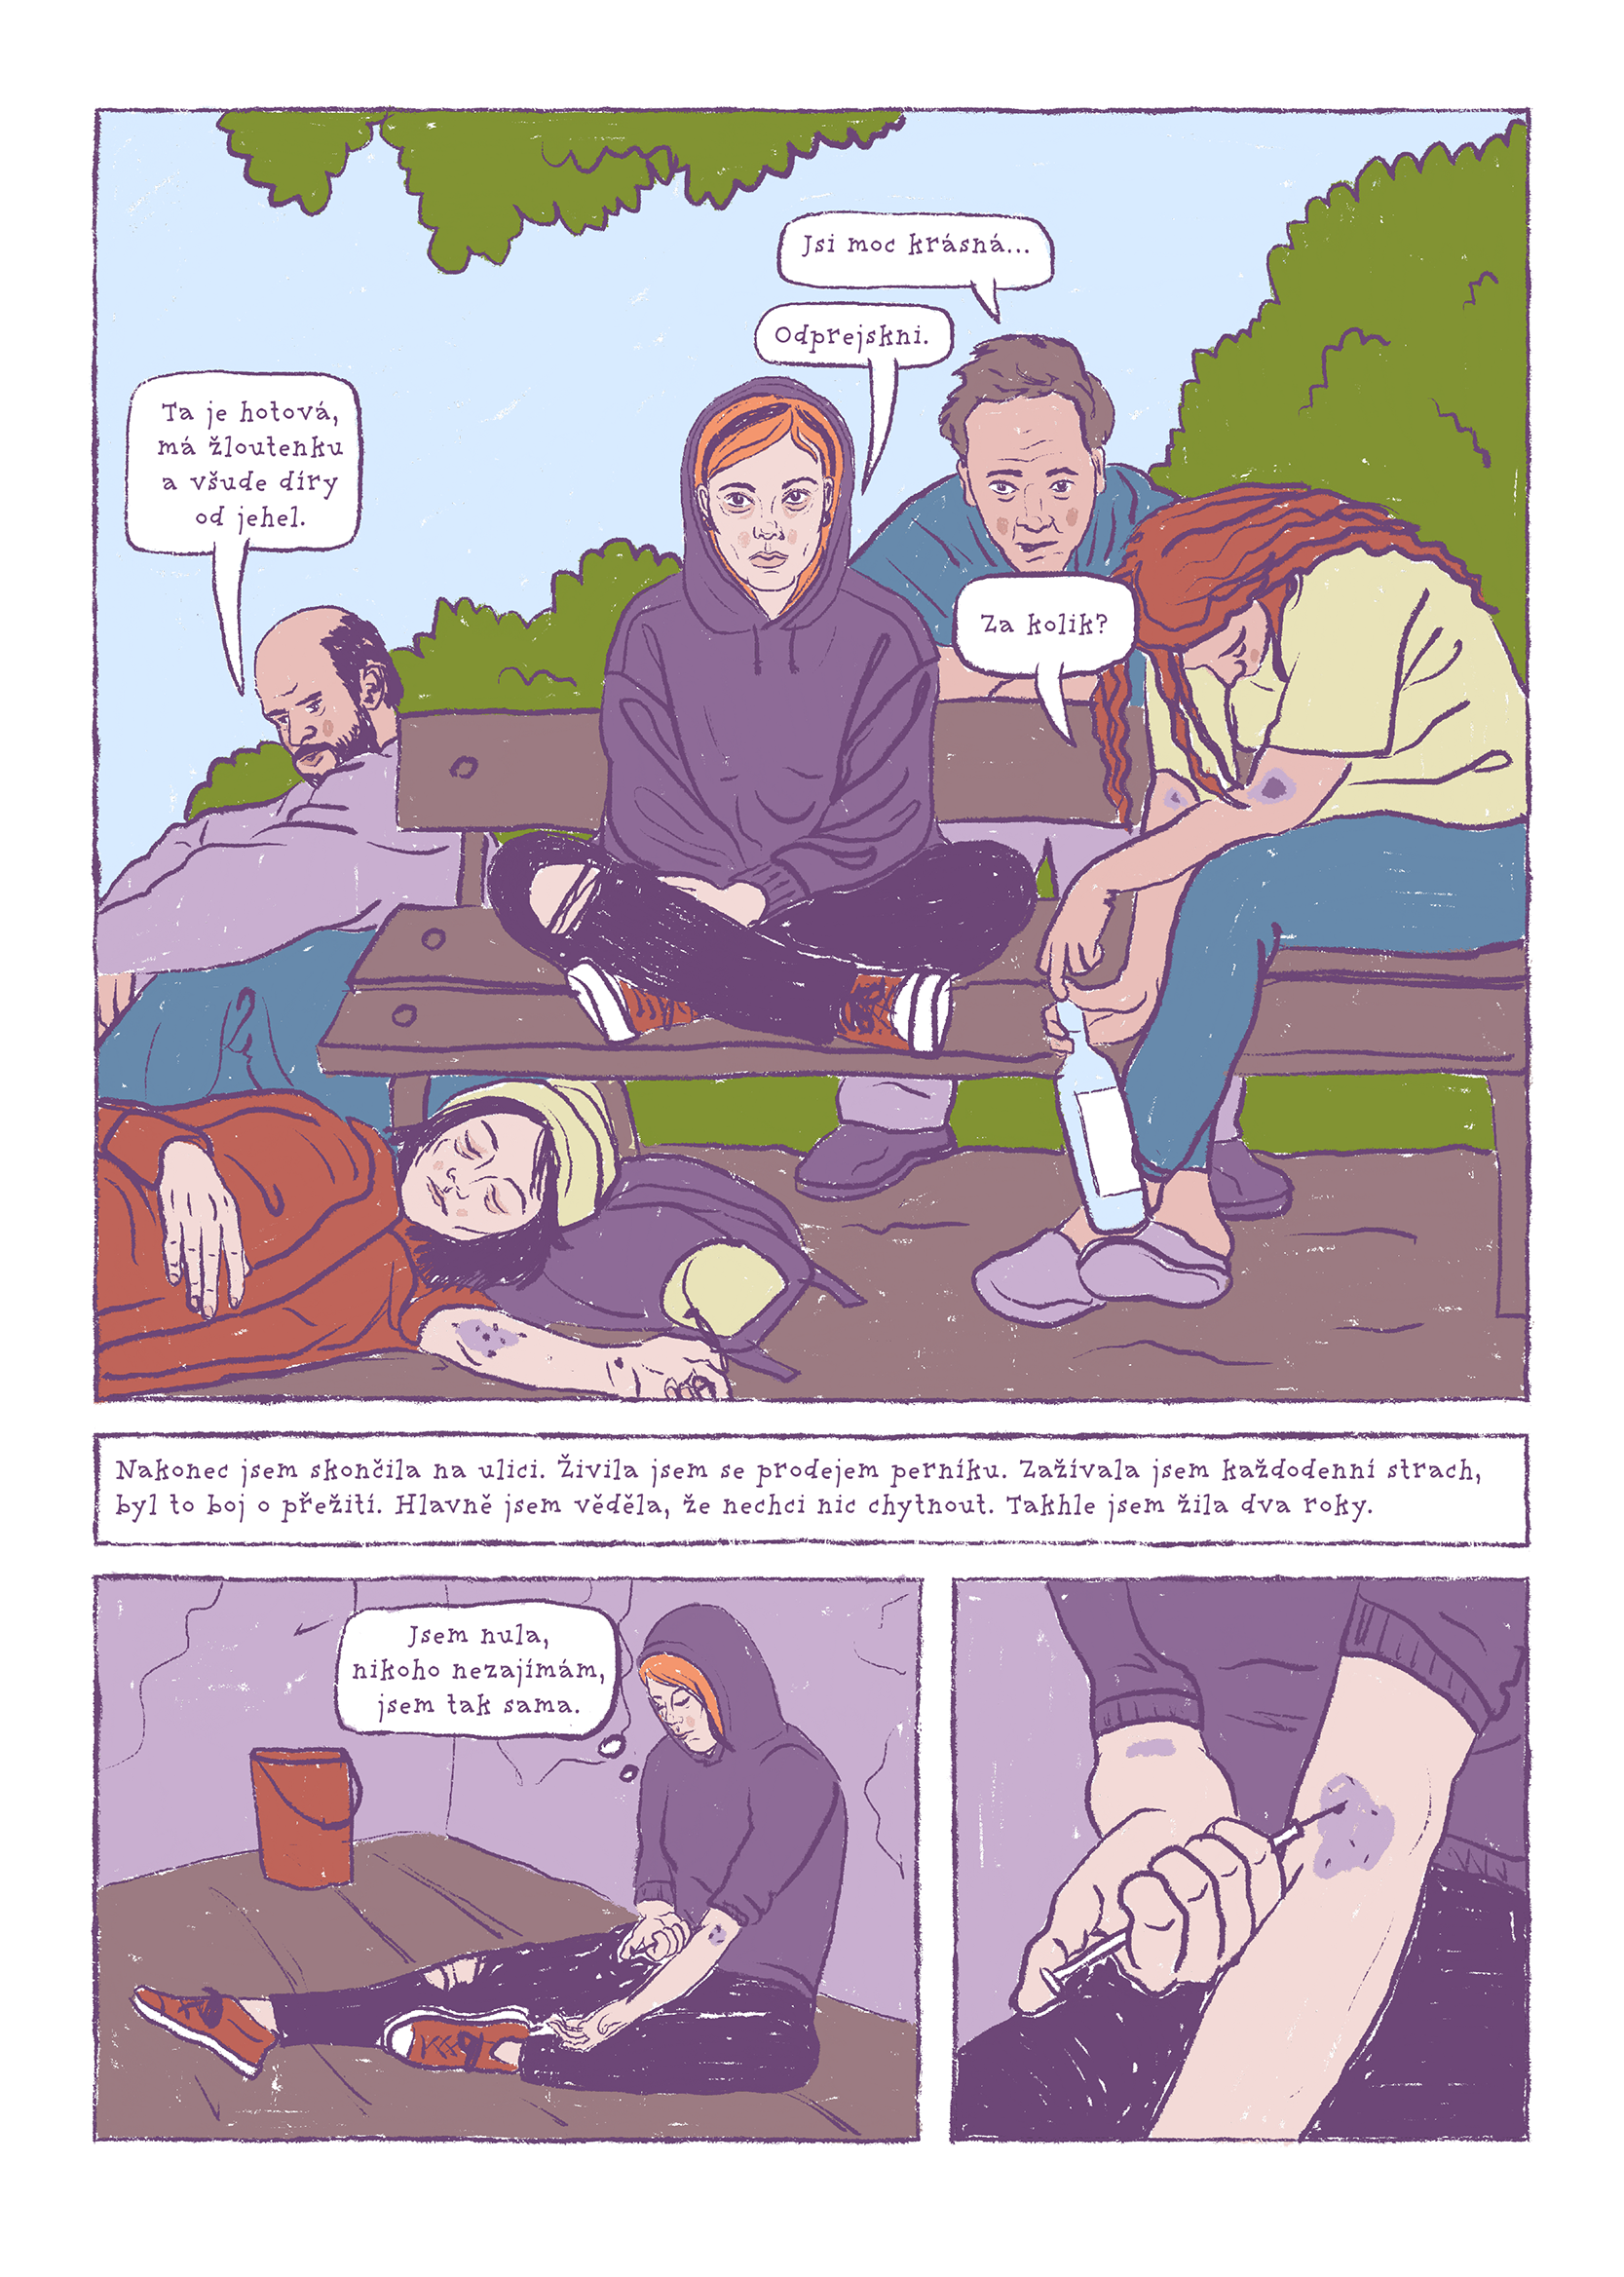 Jsi moc krásná...
Odprejskni.
Ta je hotová,
má žloutenku
a všude díry
od jehel.
Za kolik?
Nakonec jsem skončila na ulici. Živila jsem se prodejem perníku. Zažívala jsem každodenní strach,
byl to boj o přežití. Hlavně jsem věděla, že nechci nic chytnout. Takhle jsem žila dva roky.
Jsem nula,
nikoho nezajímám,
jsem tak sama.